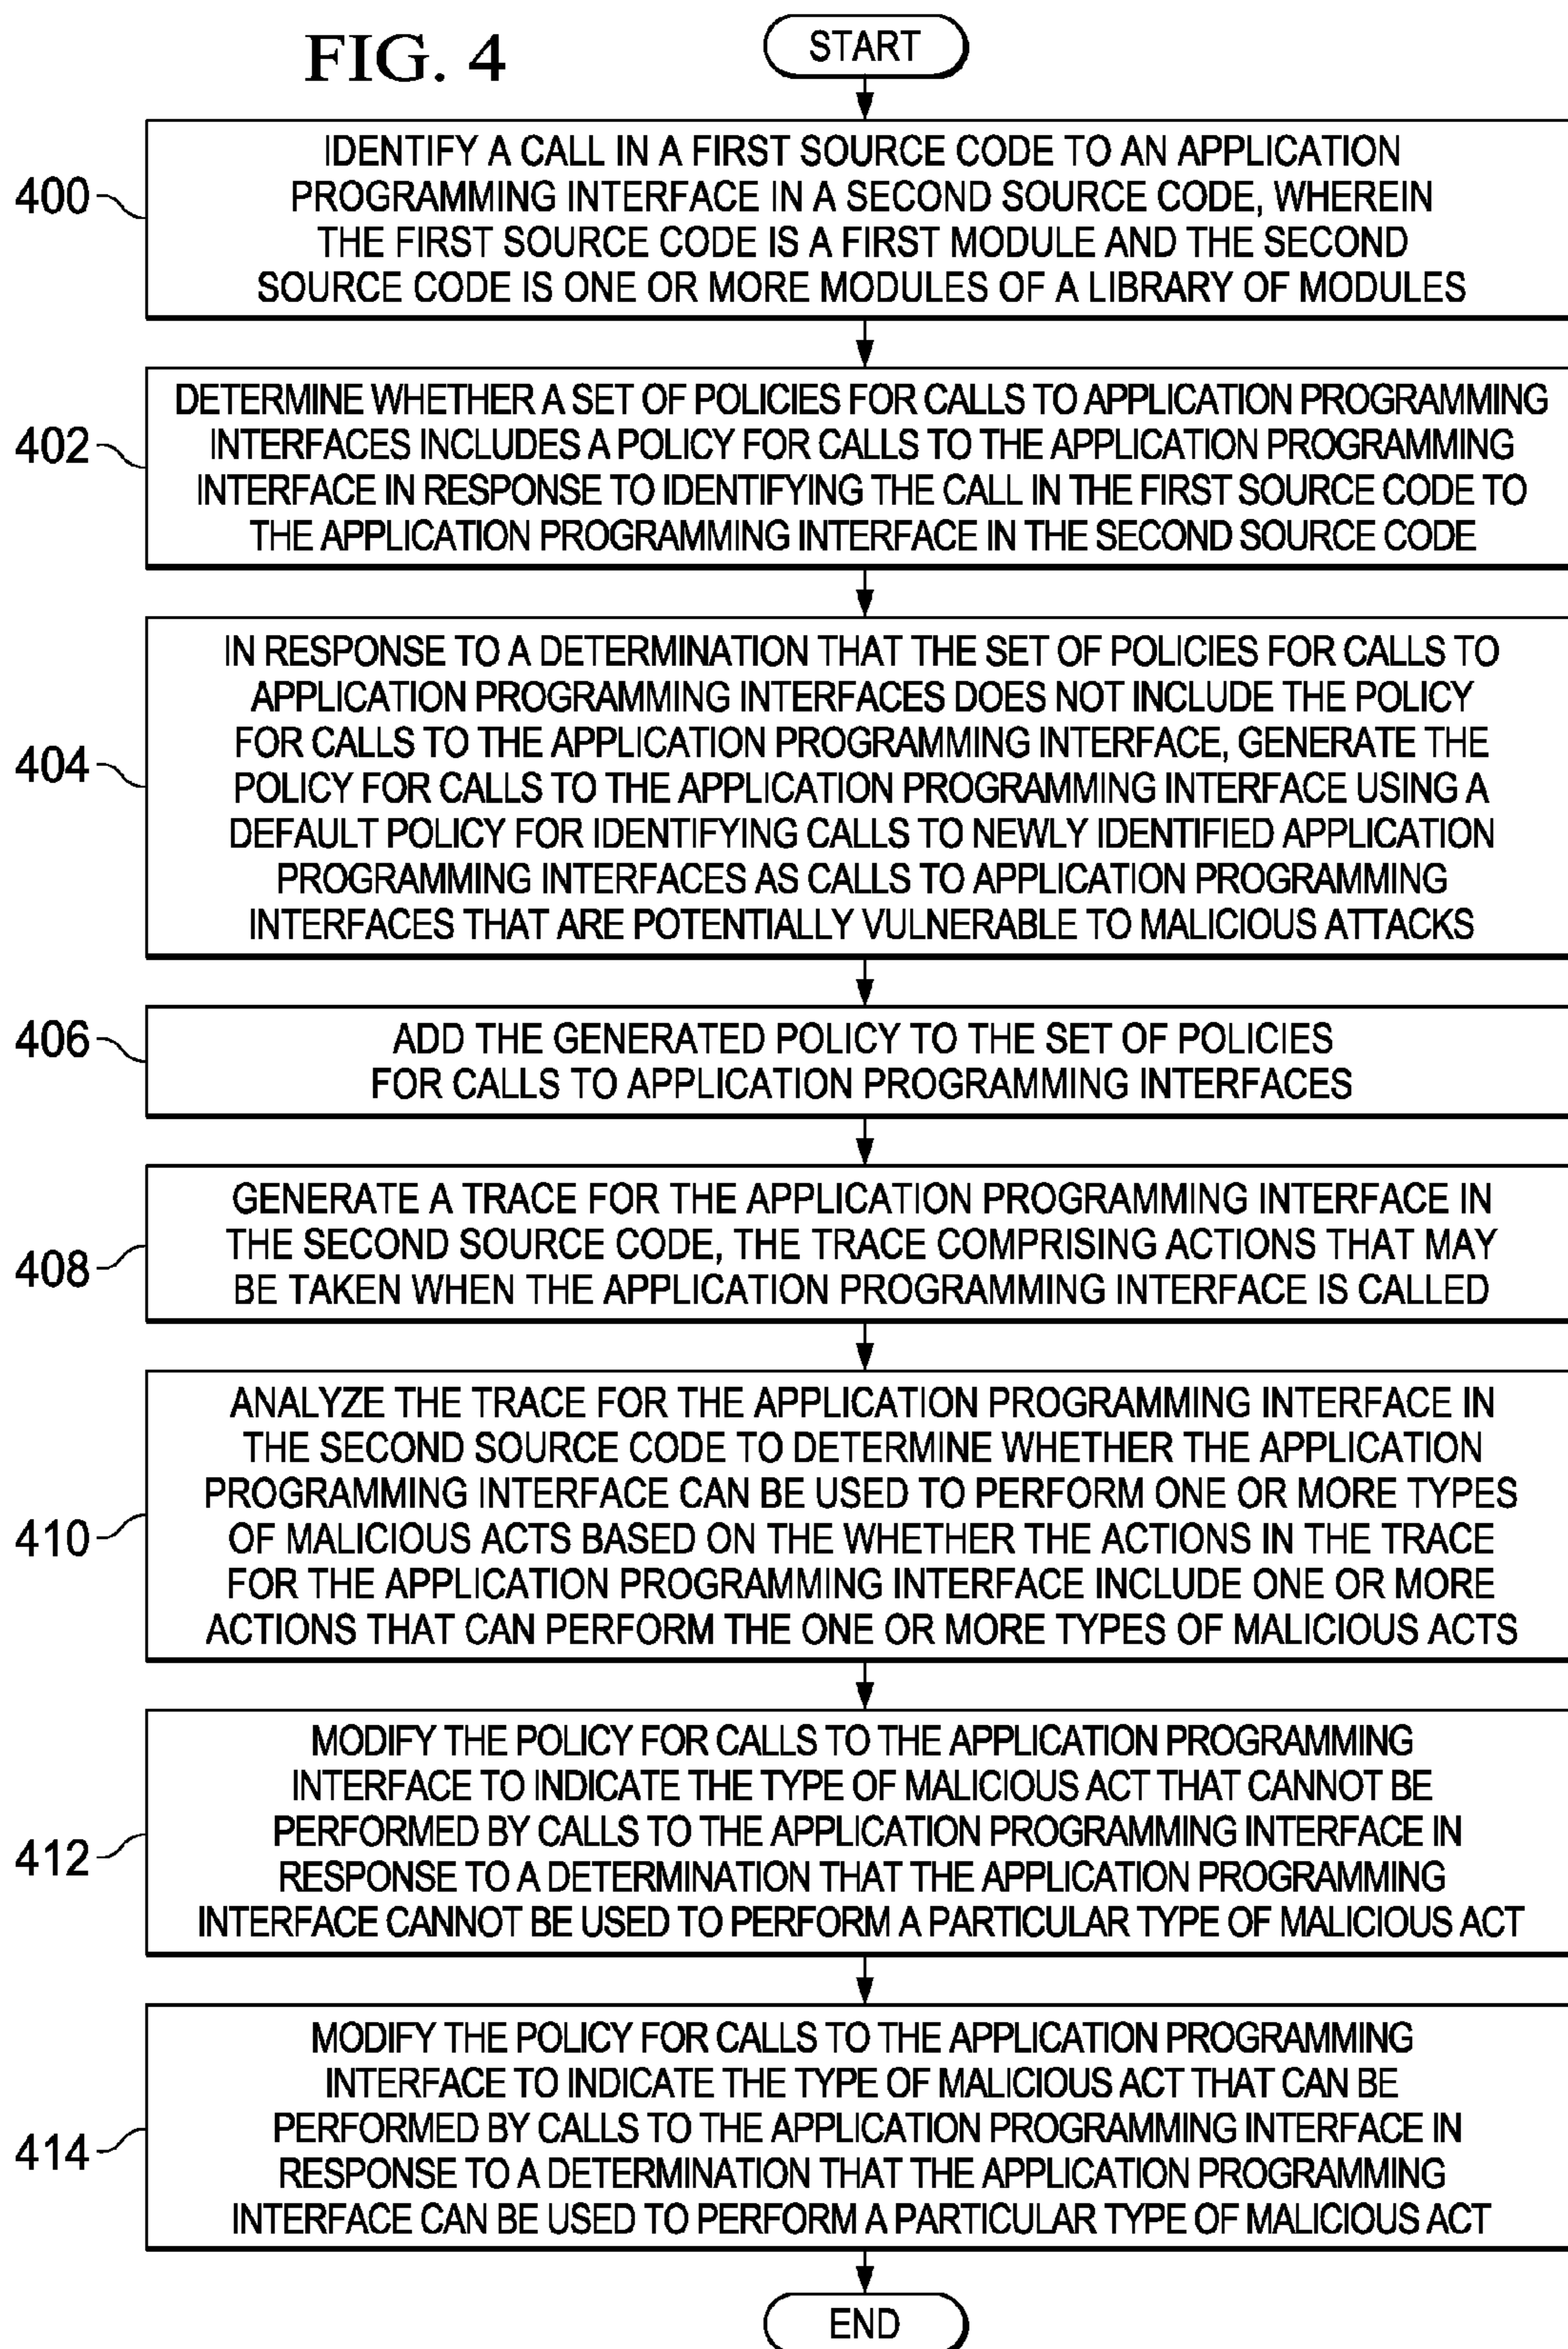 FIG. 4
START
400
IDENTIFY A CALL IN A FIRST SOURCE CODE TO AN APPLICATION
PROGRAMMING INTERFACE IN A SECOND SOURCE CODE, WHEREIN
THE FIRST SOURCE CODE IS A FIRST MODULE AND THE SECOND
SOURCE CODE IS ONE OR MORE MODULES OF A LIBRARY OF MODULES
402
DETERMINE WHETHER A SET OF POLICIES FOR CALLS TO APPLICATION PROGRAMMING
INTERFACES INCLUDES A POLICY FOR CALLS TO THE APPLICATION PROGRAMMING
INTERFACE IN RESPONSE TO IDENTIFYING THE CALL IN THE FIRST SOURCE CODE TO
THE APPLICATION PROGRAMMING INTERFACE IN THE SECOND SOURCE CODE
404
IN RESPONSE TO A DETERMINATION THAT THE SET OF POLICIES FOR CALLS TO
APPLICATION PROGRAMMING INTERFACES DOES NOT INCLUDE THE POLICY
FOR CALLS TO THE APPLICATION PROGRAMMING INTERFACE, GENERATE THE
POLICY FOR CALLS TO THE APPLICATION PROGRAMMING INTERFACE USING A
DEFAULT POLICY FOR IDENTIFYING CALLS TO NEWLY IDENTIFIED APPLICATION
PROGRAMMING INTERFACES AS CALLS TO APPLICATION PROGRAMMING
INTERFACES THAT ARE POTENTIALLY VULNERABLE TO MALICIOUS ATTACKS
406
ADD THE GENERATED POLICY TO THE SET OF POLICIES
FOR CALLS TO APPLICATION PROGRAMMING INTERFACES
408
GENERATE A TRACE FOR THE APPLICATION PROGRAMMING INTERFACE IN
THE SECOND SOURCE CODE, THE TRACE COMPRISING ACTIONS THAT MAY
BE TAKEN WHEN THE APPLICATION PROGRAMMING INTERFACE IS CALLED
410
ANALYZE THE TRACE FOR THE APPLICATION PROGRAMMING INTERFACE IN
THE SECOND SOURCE CODE TO DETERMINE WHETHER THE APPLICATION
PROGRAMMING INTERFACE CAN BE USED TO PERFORM ONE OR MORE TYPES
OF MALICIOUS ACTS BASED ON THE WHETHER THE ACTIONS IN THE TRACE
FOR THE APPLICATION PROGRAMMING INTERFACE INCLUDE ONE OR MORE
ACTIONS THAT CAN PERFORM THE ONE OR MORE TYPES OF MALICIOUS ACTS
412
MODIFY THE POLICY FOR CALLS TO THE APPLICATION PROGRAMMING
INTERFACE TO INDICATE THE TYPE OF MALICIOUS ACT THAT CANNOT BE
PERFORMED BY CALLS TO THE APPLICATION PROGRAMMING INTERFACE IN
RESPONSE TO A DETERMINATION THAT THE APPLICATION PROGRAMMING
INTERFACE CANNOT BE USED TO PERFORM A PARTICULAR TYPE OF MALICIOUS ACT
414
MODIFY THE POLICY FOR CALLS TO THE APPLICATION PROGRAMMING
INTERFACE TO INDICATE THE TYPE OF MALICIOUS ACT THAT CAN BE
PERFORMED BY CALLS TO THE APPLICATION PROGRAMMING INTERFACE IN
RESPONSE TO A DETERMINATION THAT THE APPLICATION PROGRAMMING
INTERFACE CAN BE USED TO PERFORM A PARTICULAR TYPE OF MALICIOUS ACT
END